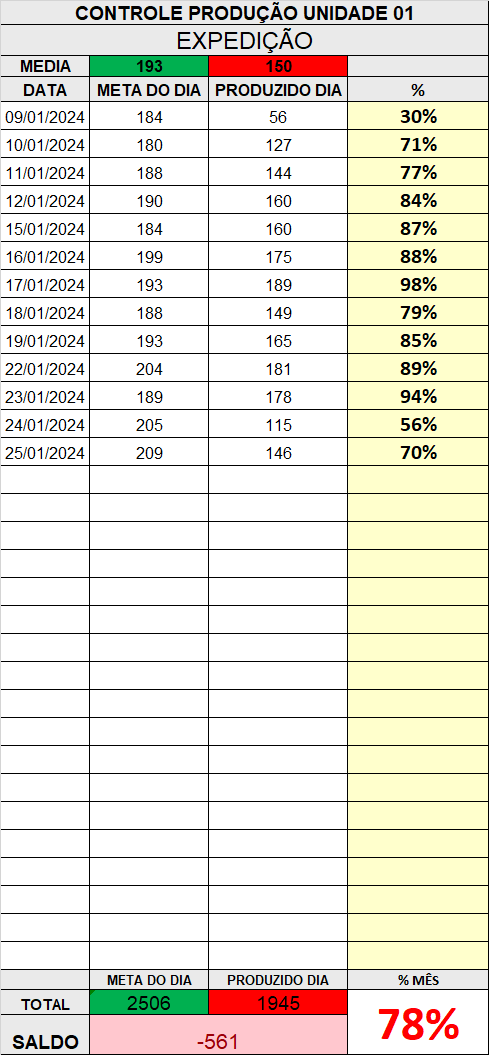 CONTROLE PRODUÇÃO UNIDADE 01
EXPEDIÇÃO
MEDIA 193 150
DATA META DO DIA PRODUZIDO DIA %
09/01/2024 184 56 30%
10/01/2024 180 127 71%
11/01/2024 188 144 77%
12/01/2024 190 160 84%
15/01/2024 184 160 87%
16/01/2024 199 175 88%
17/01/2024 193 189 98%
18/01/2024 188 149 79%
19/01/2024 193 165 85%
22/01/2024 204 181 89%
23/01/2024 189 178 94%
24/01/2024 205 115 56%
25/01/2024 209 146 70%
META DO DIA PRODUZIDO DIA % MÊS
TOTAL 2506 1945 78%
SALDO -561